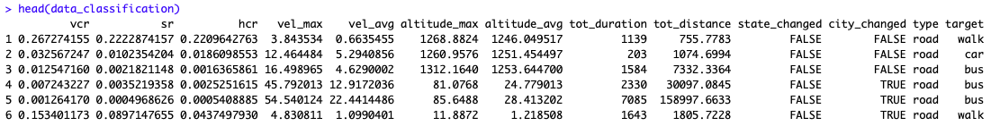 > head(data_classification)
vcr sr hcr vel_max vel_avg altitude_max altitude_avg tot_duration tot_distance state_changed city_changed type target
1 0.267274155 0.2222874157 0.2209642763 3.843534 0.6635455 1268.8824 1246.049517 1139 755.7783 FALSE FALSE road walk
2 0.032567247 0.0102354204 0.0186098553 12.464484 5.2940856 1260.9576 1251.454497 203 1074.6994 FALSE FALSE road car
3 0.012547160 0.0021821148 0.0016365861 16.498965 4.6290002 1312.1640 1253.644700 1584 7332.3364 FALSE FALSE road bus
4 0.007243227 0.0035219358 0.0025251615 45.792013 12.9172036 81.0768 24.779013 2330 30097.0845 FALSE TRUE road bus
5 0.001264170 0.0004968626 0.0005408885 54.540124 22.4414486 85.6488 28.413202 7085 158997.6633 FALSE TRUE road bus
6 0.153401173 0.0897147655 0.0437497930 4.830811 1.0990401 11.8872 1.218508 1643 1805.7228 FALSE TRUE road walk